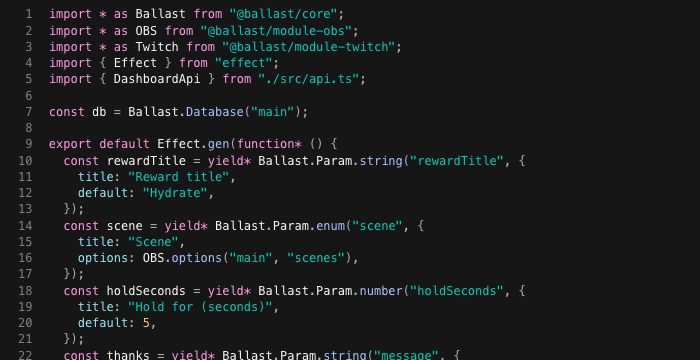 1 import * as Ballast from "@ballast/core";
2 import * as OBS from "@ballast/module-obs";
3 import * as Twitch from "@ballast/module-twitch";
4 import { Effect } from "effect";
5 import { DashboardApi } from "./src/api.ts";
6
7 const db = Ballast.Database("main");
8
9 export default Effect.gen(function* () {
10   const rewardTitle = yield* Ballast.Param.string("rewardTitle", {
11     title: "Reward title",
12     default: "Hydrate",
13   });
14   const scene = yield* Ballast.Param.enum("scene", {
15     title: "Scene",
16     options: OBS.options("main", "scenes"),
17   });
18   const holdSeconds = yield* Ballast.Param.number("holdSeconds", {
19     title: "Hold for (seconds)",
20     default: 5,
21   });
22   const thanks = yield* Ballast.Param.string("message", {